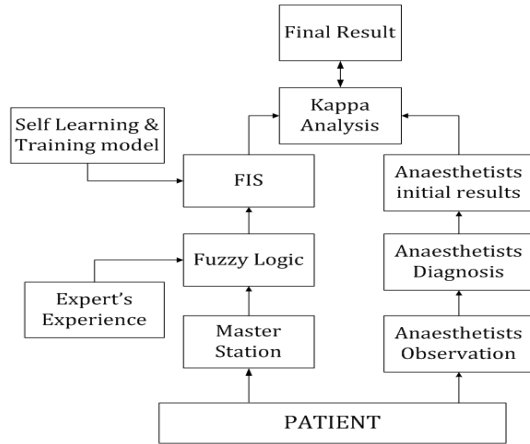 Final Result
Kappa
Analysis
Self Learning &
Training model
FIS
Anaesthetists
initial results
Fuzzy Logic
Anaesthetists
Diagnosis
Expert's
Experience
Master
Station
Anaesthetists
Observation
PATIENT